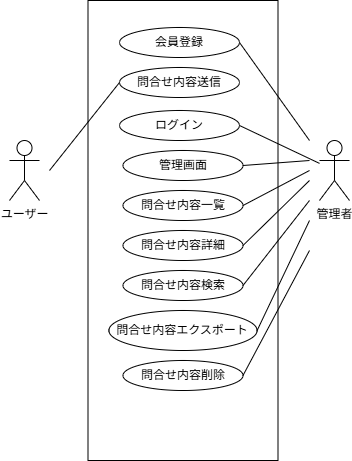 会員登録
問合せ内容送信
ログイン
管理画面
問合せ内容一覧
ユーザー
管理者
問合せ内容詳細
問合せ内容検索
問合せ内容エクスポート
問合せ内容削除